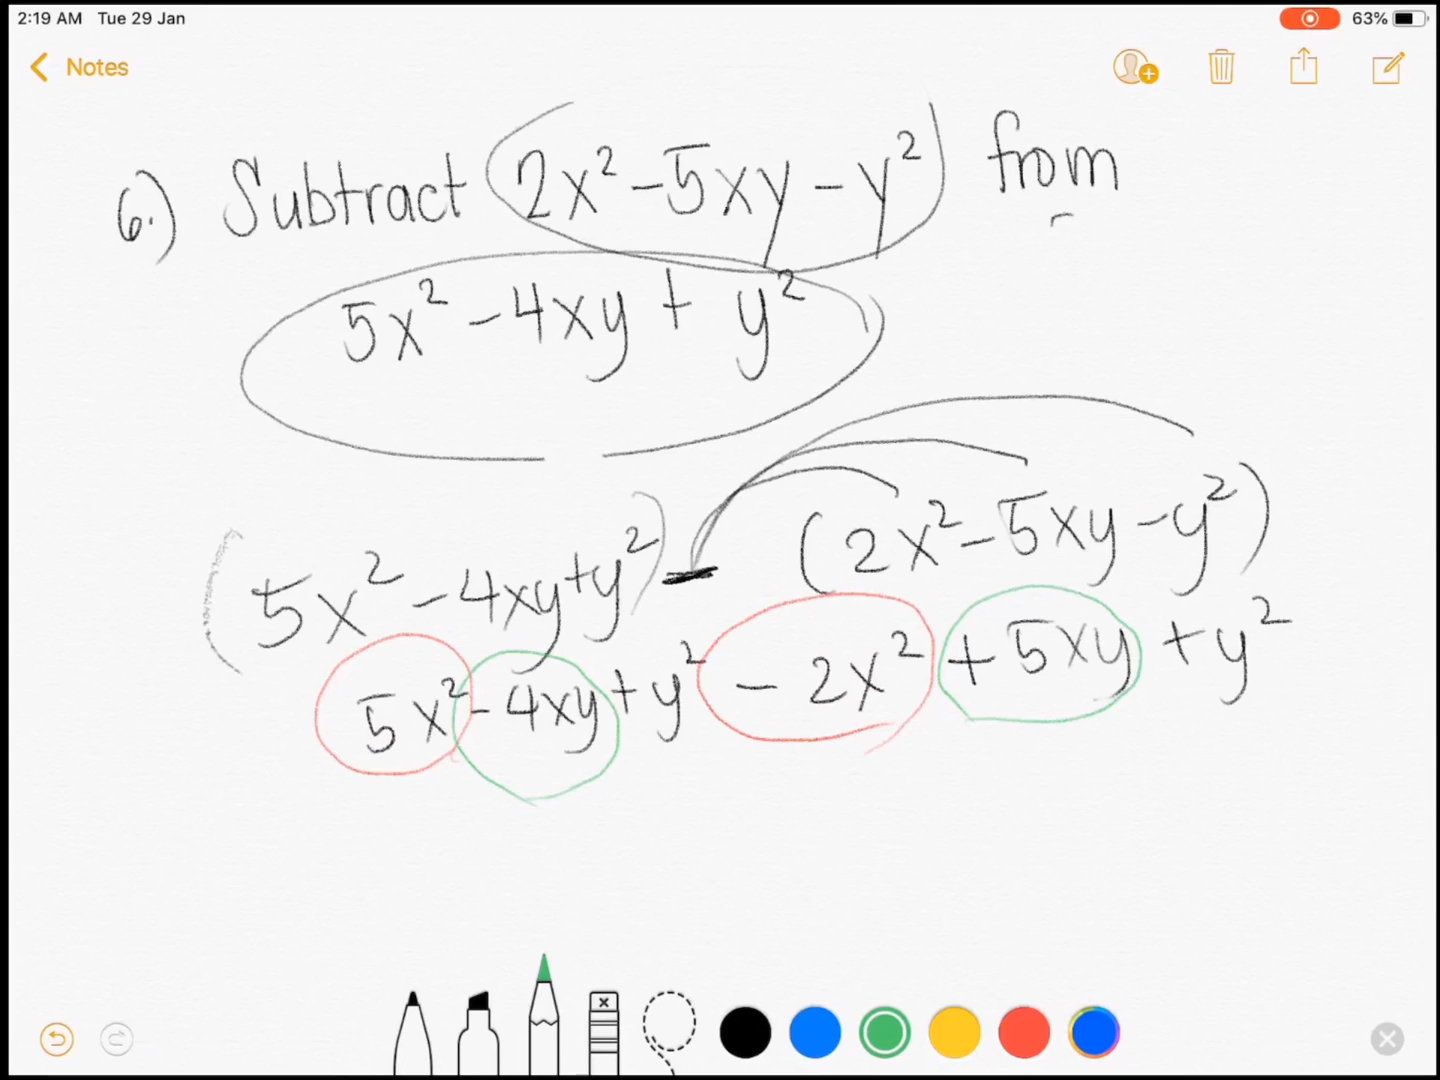 2:19 AM Tue 29 Jan 63%
Notes
6.) Subtract (2x² -5xy - y²) from
5x² -4xy + y²
(5x² -4xy+y²) - (2x² -5xy -y²)
5x² -4xy+y² - 2x² +5xy +y²